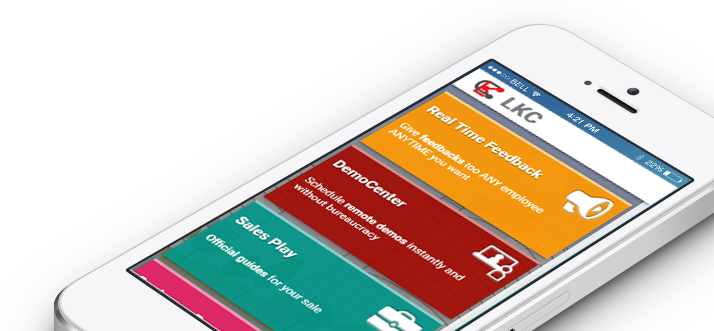 BELL
4:21 PM
22%
LKC
Real Time Feedback
Give feedbacks too ANY employee
ANYTIME you want
DemoCenter
Schedule remote demos instantly and
without bureaucracy
Sales Play
Official guides for your sale